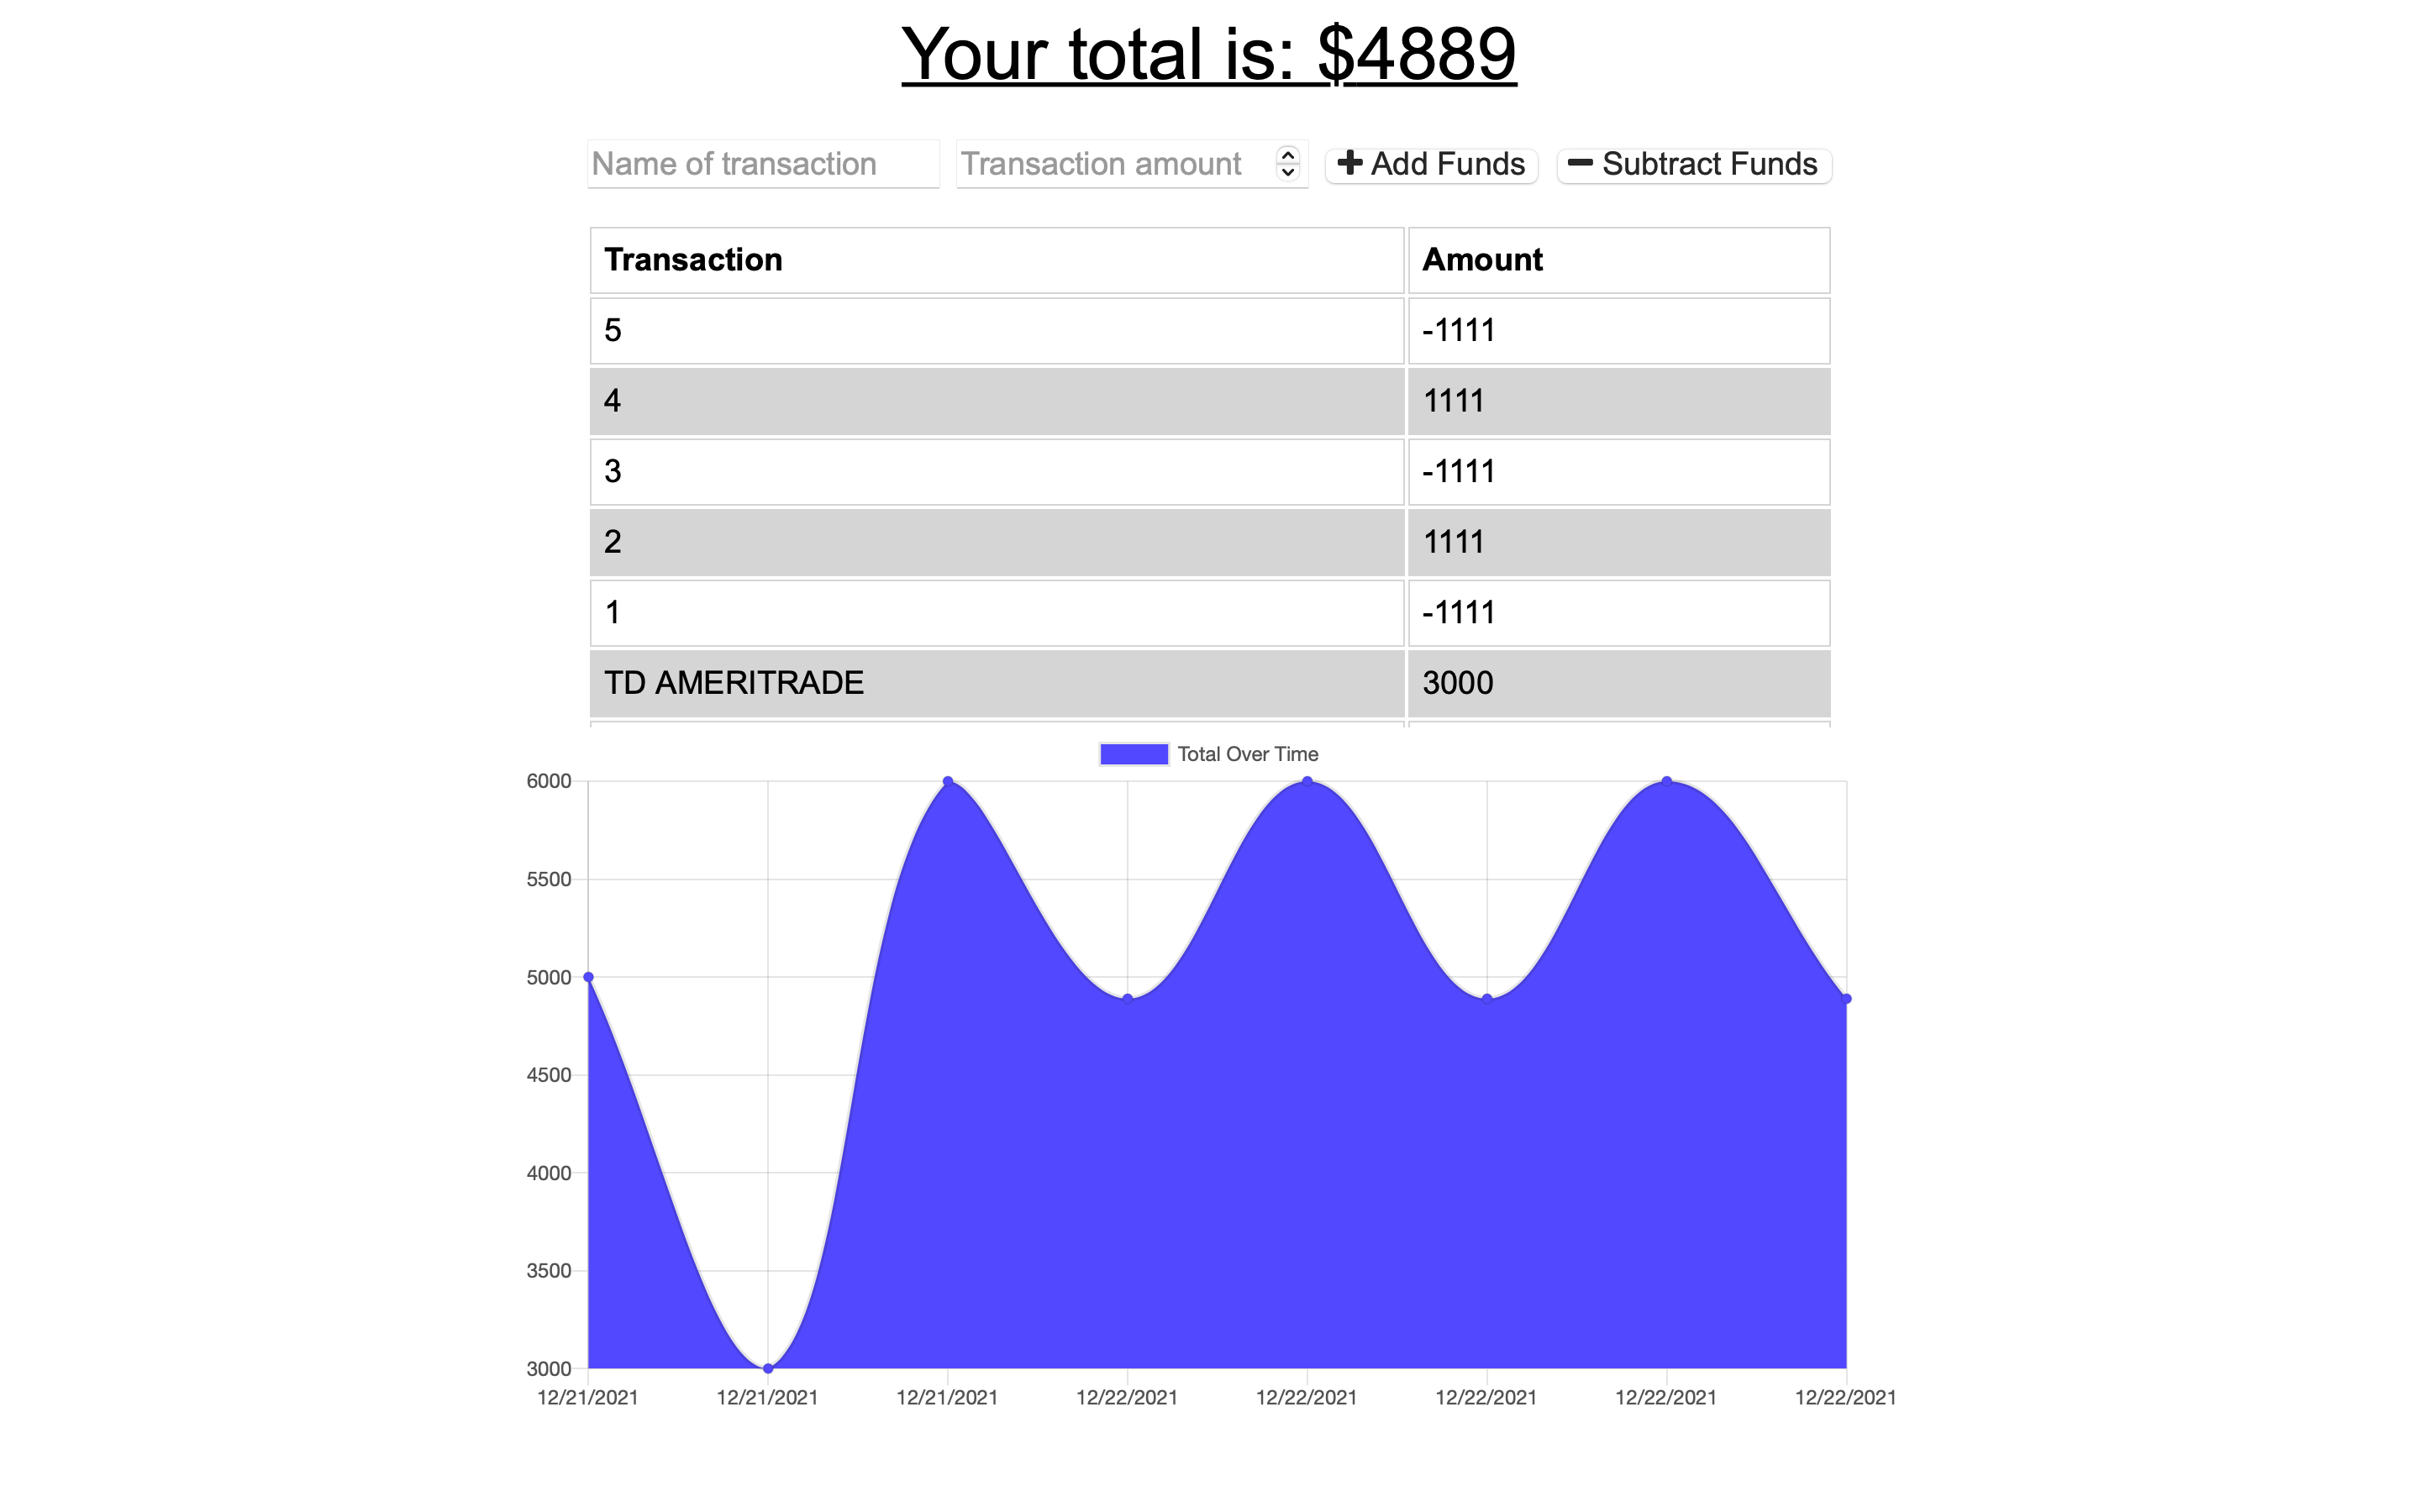 Your total is: $4889
Name of transaction Transaction amount Add Funds Subtract Funds
Transaction Amount
5 -1111
4 1111
3 -1111
2 1111
1 -1111
TD AMERITRADE 3000
Total Over Time
6000
5500
5000
4500
4000
3500
3000
12/21/2021 12/21/2021 12/21/2021 12/22/2021 12/22/2021 12/22/2021 12/22/2021 12/22/2021